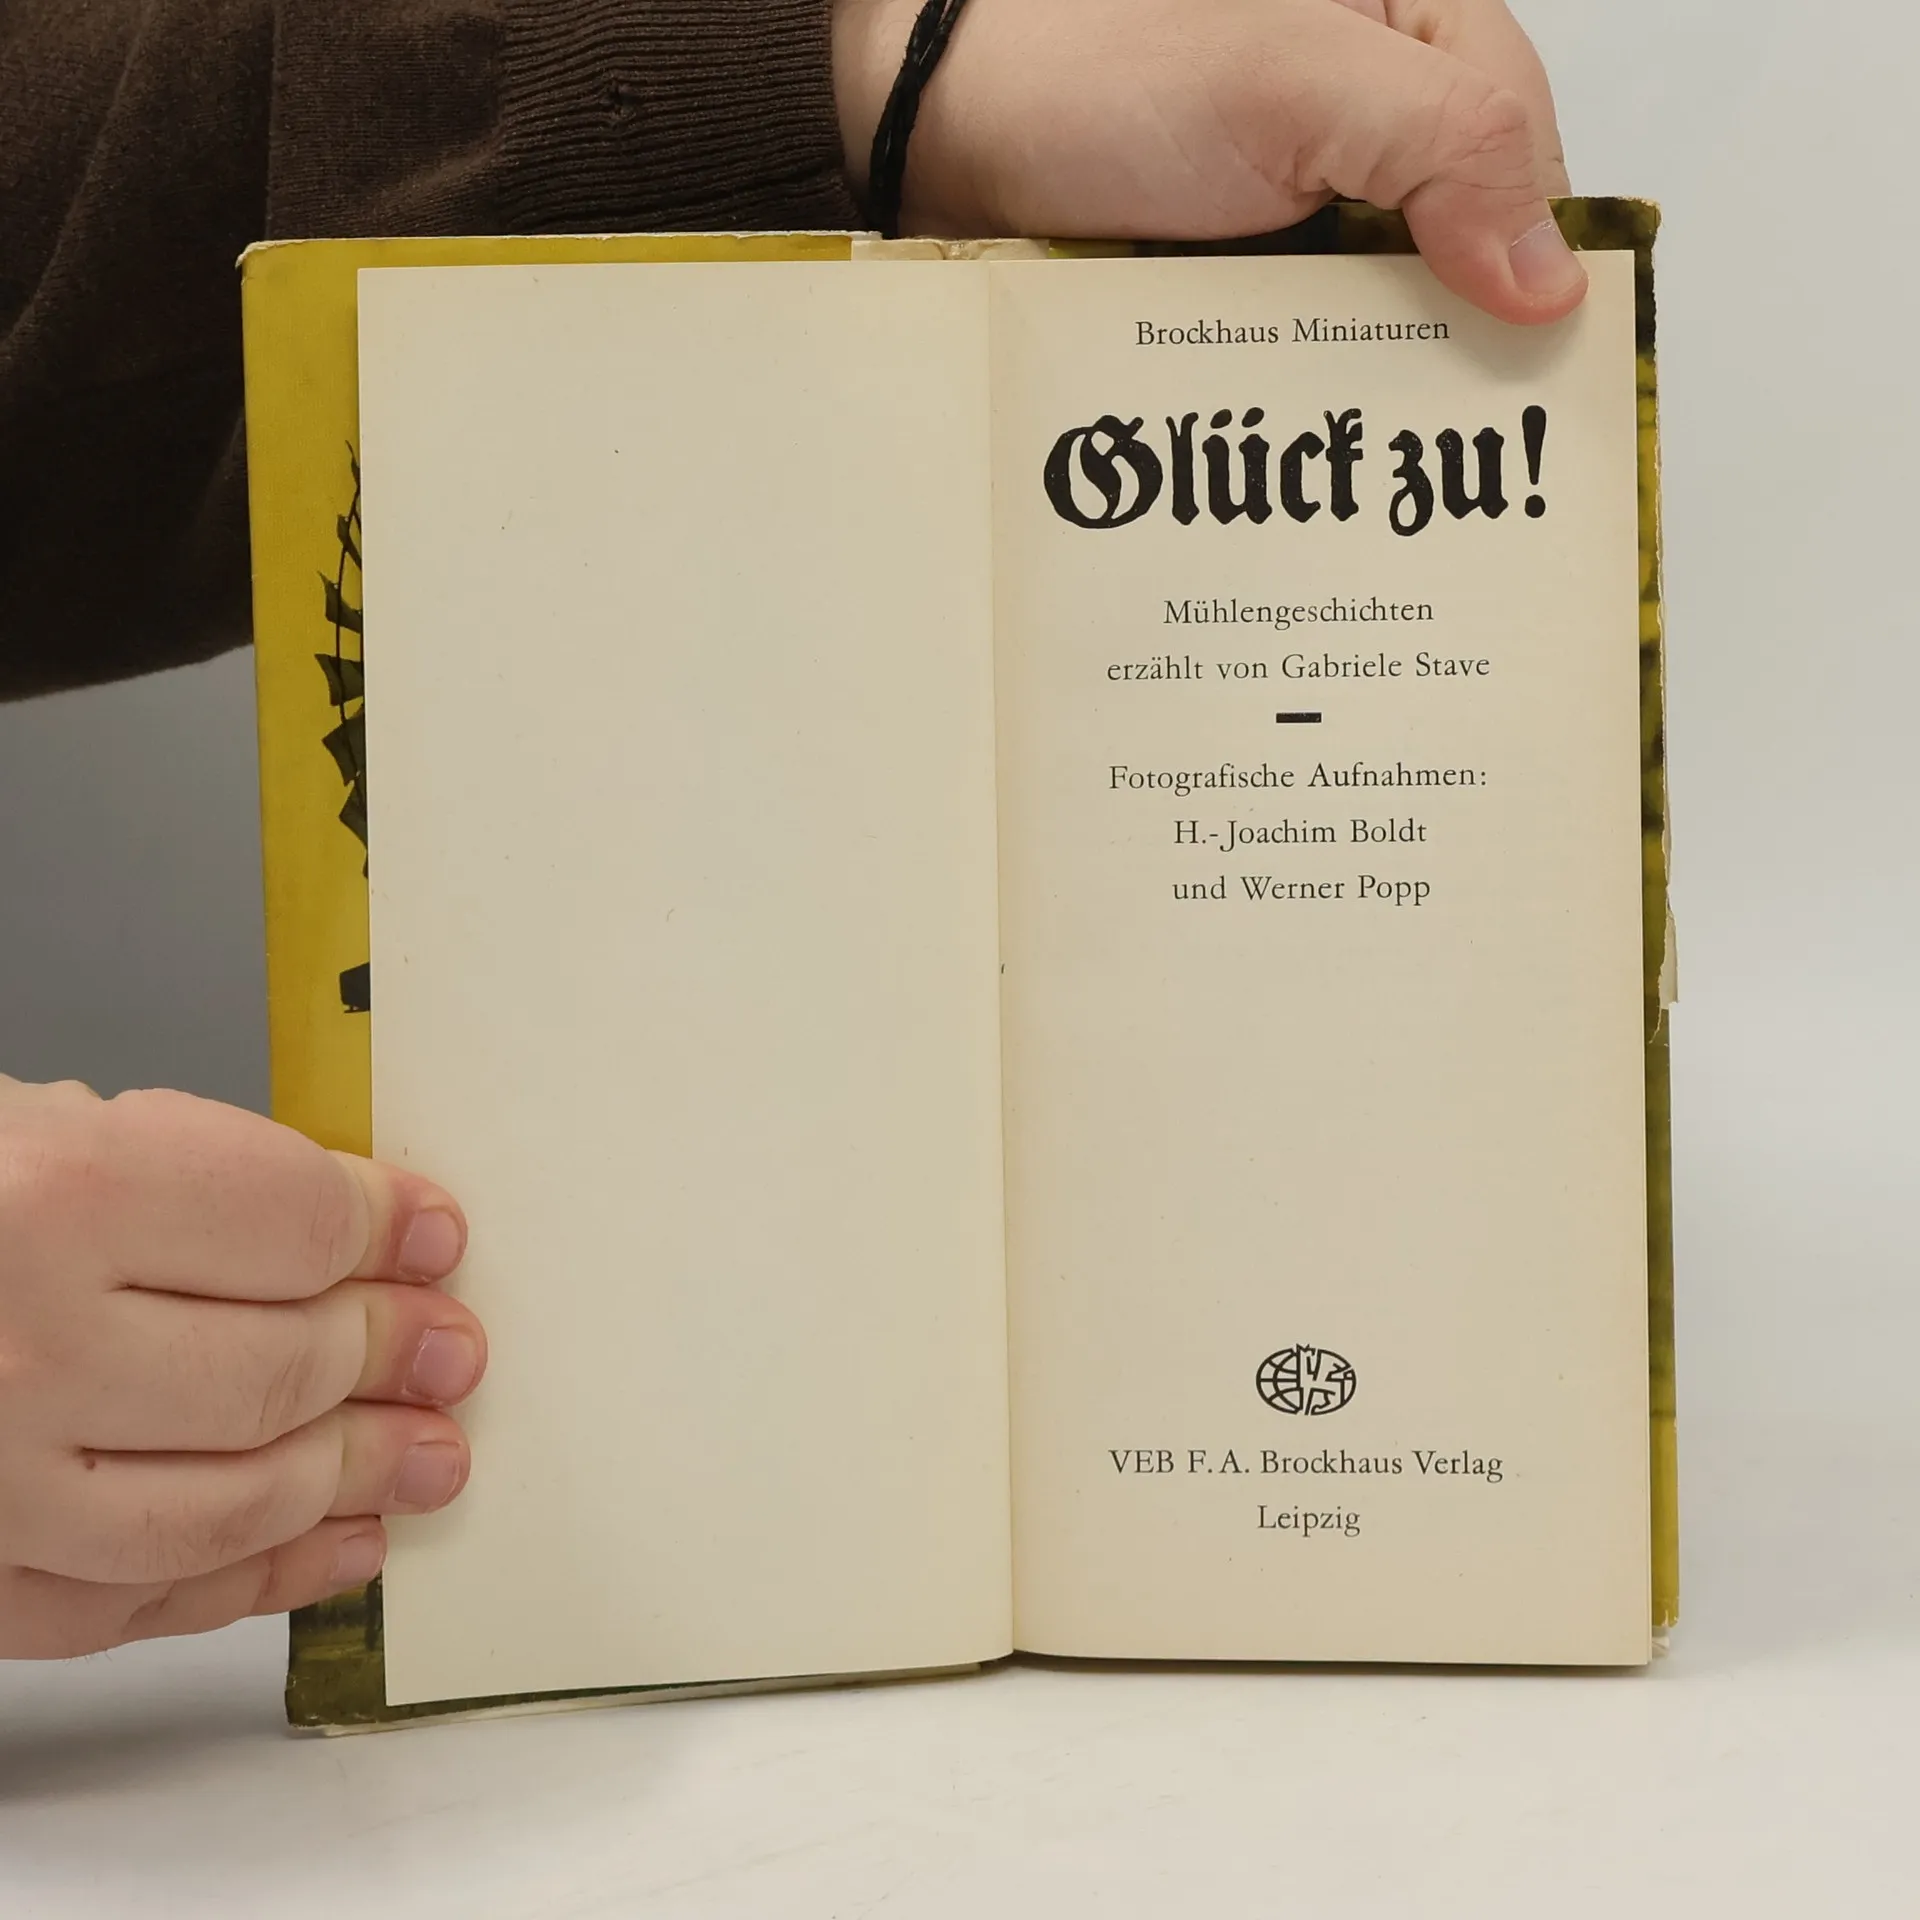 Brockhaus Miniaturen
Glück zu!
Mühlengeschichten
erzählt von Gabriele Stave
Fotografische Aufnahmen:
H.-Joachim Boldt
und Werner Popp
VEB F. A. Brockhaus Verlag
Leipzig